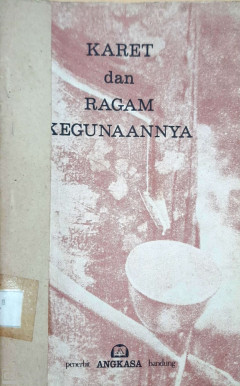 KARET
dan
RAGAM
KEGUNAANNYA
penerbit ANGKASA bandung